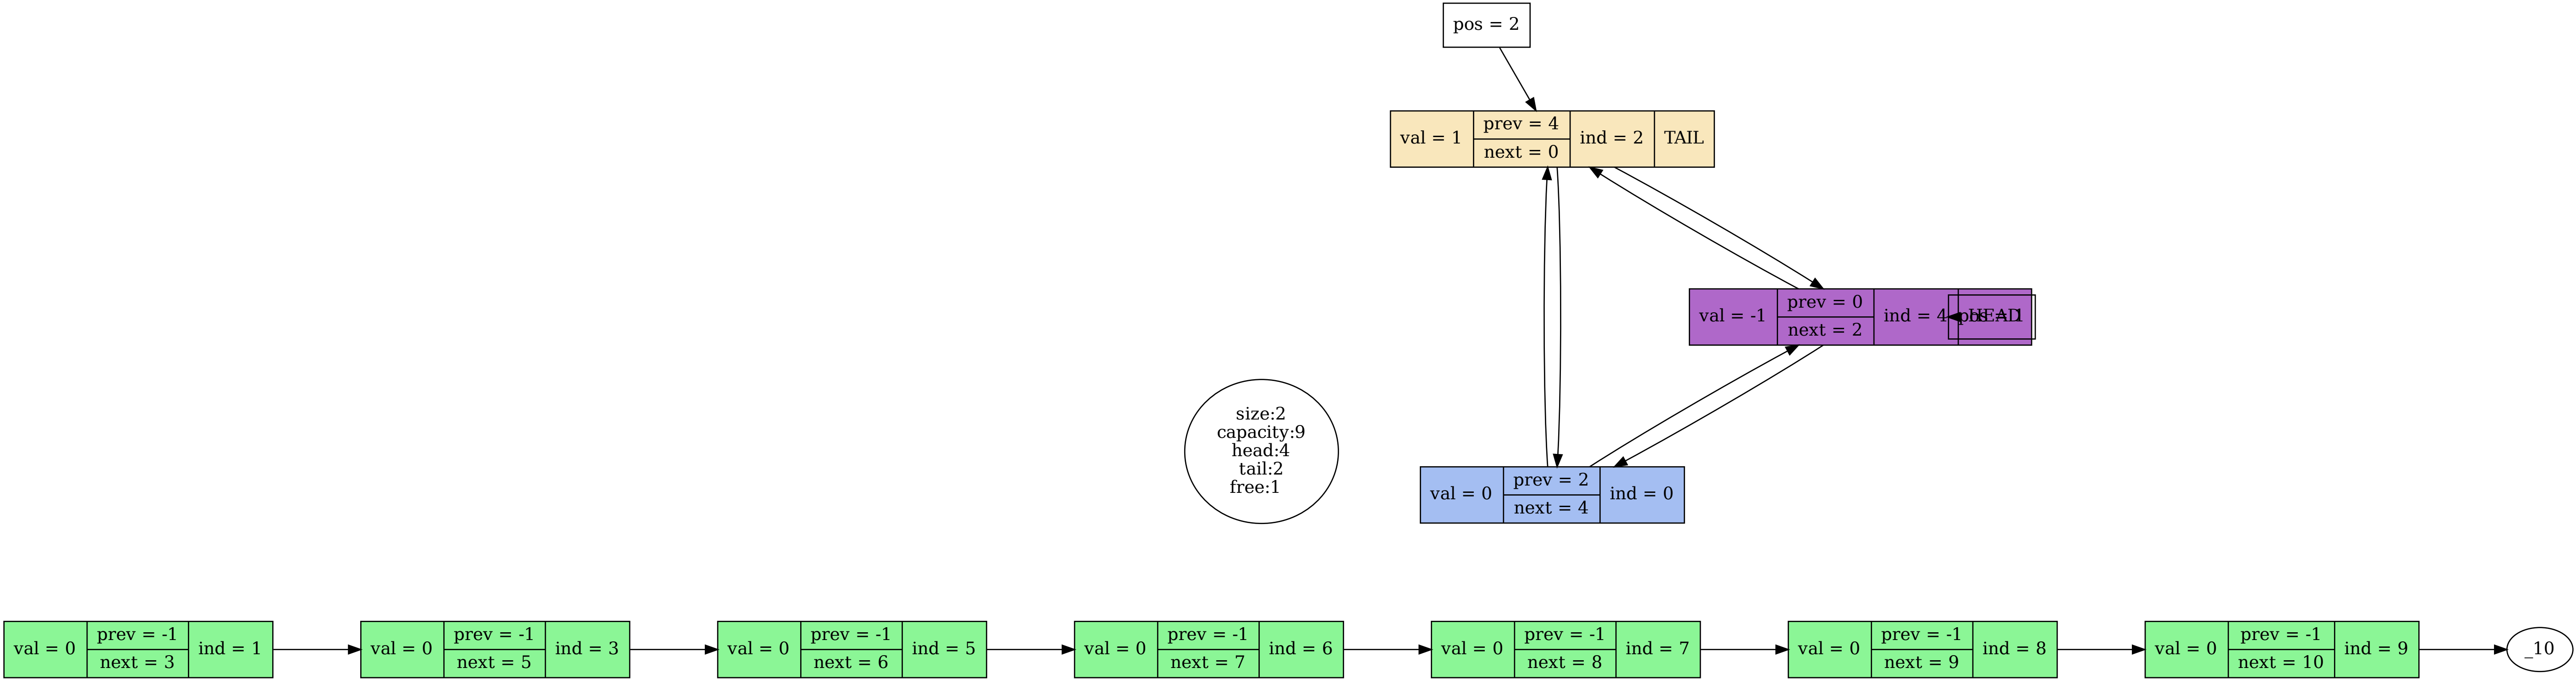 pos = 2
val = 1
prev = 4
next = 0
ind = 2
TAIL
val = -1
prev = 0
next = 2
ind = 4
HEAD
pos = 1
size:2
capacity:9
head:4
tail:2
free:1
val = 0
prev = 2
next = 4
ind = 0
val = 0
prev = -1
next = 3
ind = 1
val = 0
prev = -1
next = 5
ind = 3
val = 0
prev = -1
next = 6
ind = 5
val = 0
prev = -1
next = 7
ind = 6
val = 0
prev = -1
next = 8
ind = 7
val = 0
prev = -1
next = 9
ind = 8
val = 0
prev = -1
next = 10
ind = 9
_10